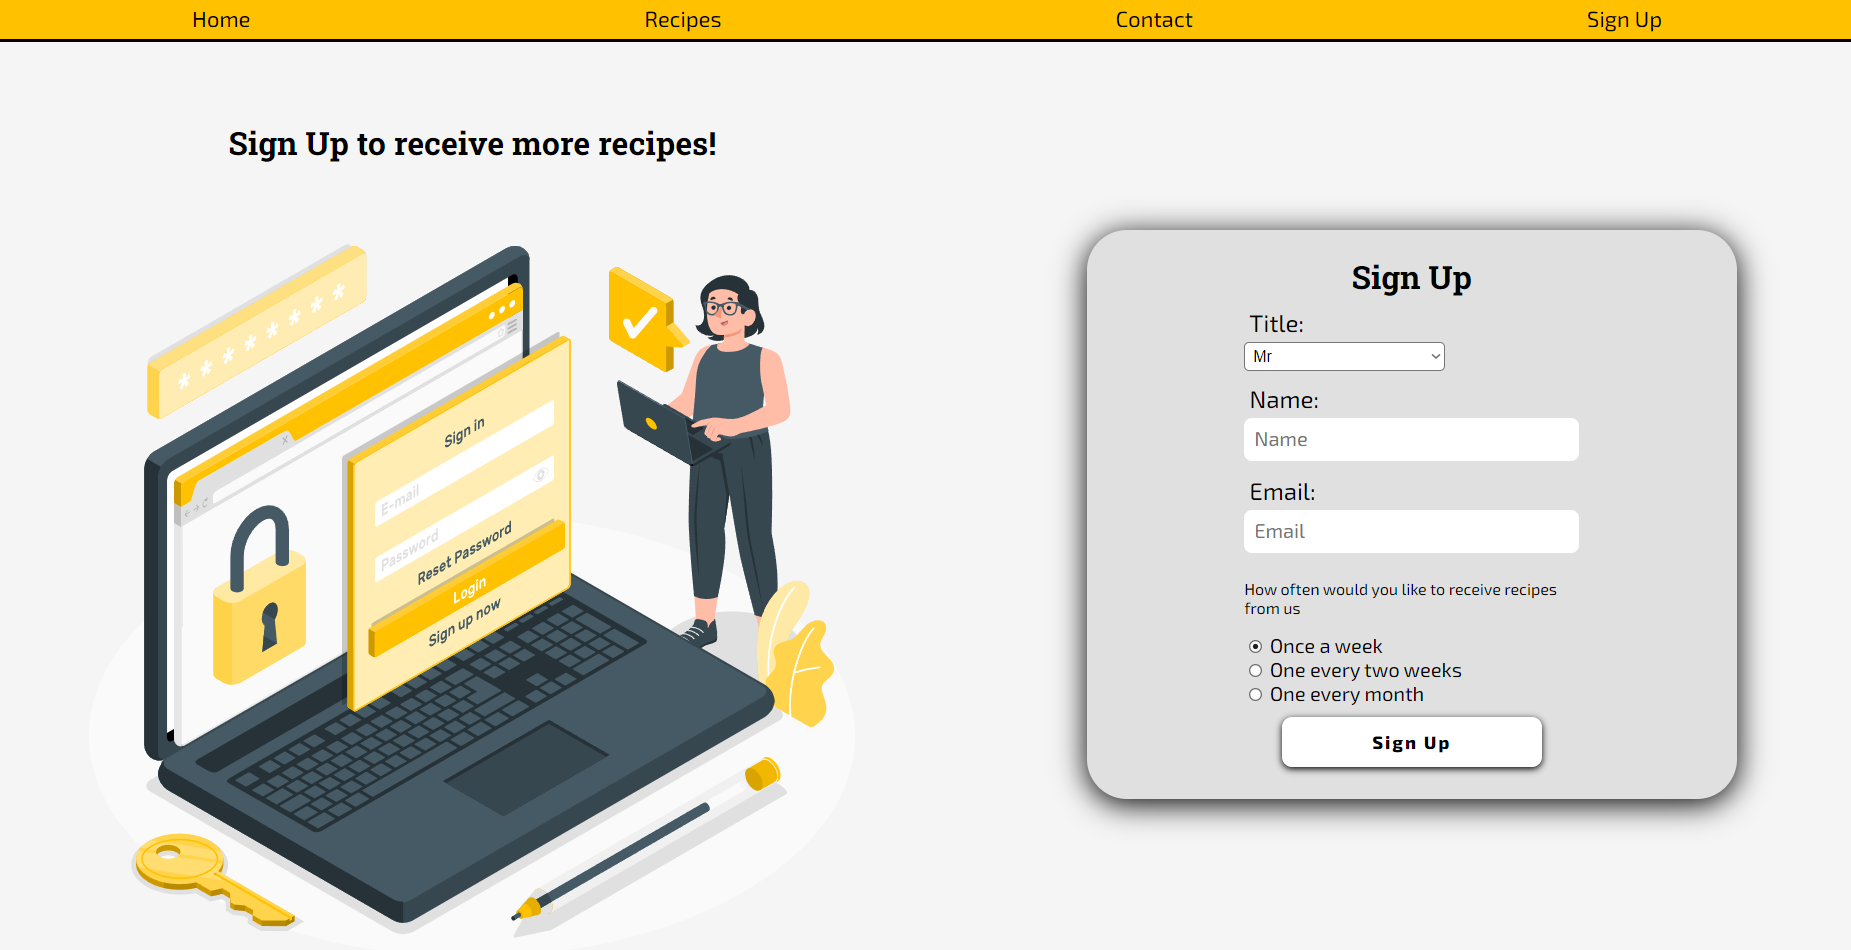 Home Recipes Contact Sign Up
Sign Up to receive more recipes!
* * * * * * * *
Sign in
E-mail
Password
Reset Password
Login
Sign up now
Sign Up
Title:
Mr
Name:
Name
Email:
Email
How often would you like to receive recipes
from us
Once a week
One every two weeks
One every month
Sign Up